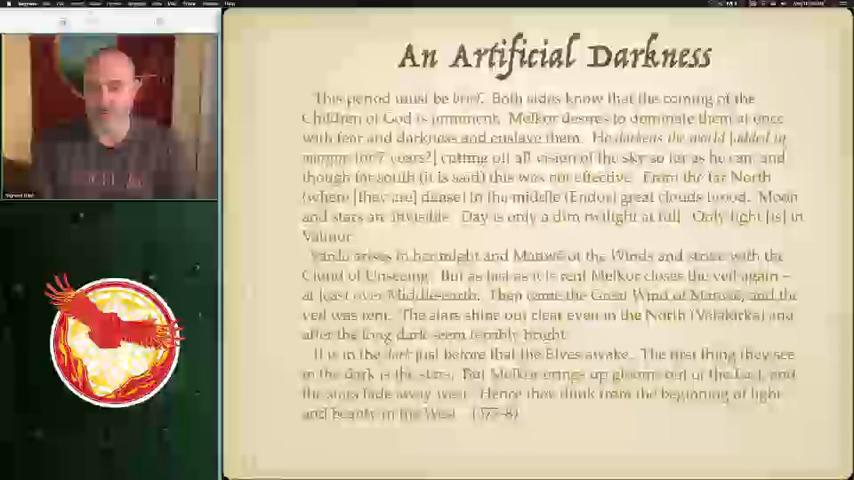 An Artificial Darkness
This period must be brief. Both sides know that the coming of the
Children of God is imminent. Melkor desires to dominate them at once
with fear and darkness and enslave them. He darkens the world [added in
margin: for 7 years?] cutting off all vision of the sky so far as he can, and
though far south (it is said) this was not effective. From the far North
(where [they are] dense) to the middle (Endor) great clouds brood. Moon
and stars are invisible. Day is only a dim twilight at full. Only light [is] in
Valinor.
Varda arises in her might and Manwë of the Winds and strive with the
Cloud of Unseeing. But as fast as it is rent Melkor closes the veil again –
at least over Middle-earth. Then came the Great Wind of Manwë, and the
veil was rent. The stars shine out clear even in the North (Valakirka) and
after the long dark seem terribly bright.
It is in the dark just before that the Elves awake. The first thing they see
in the dark is the stars. But Melkor brings up glooms out of the East, and
the stars fade away west. Hence they think from the beginning of light
and beauty in the West. (377-8)